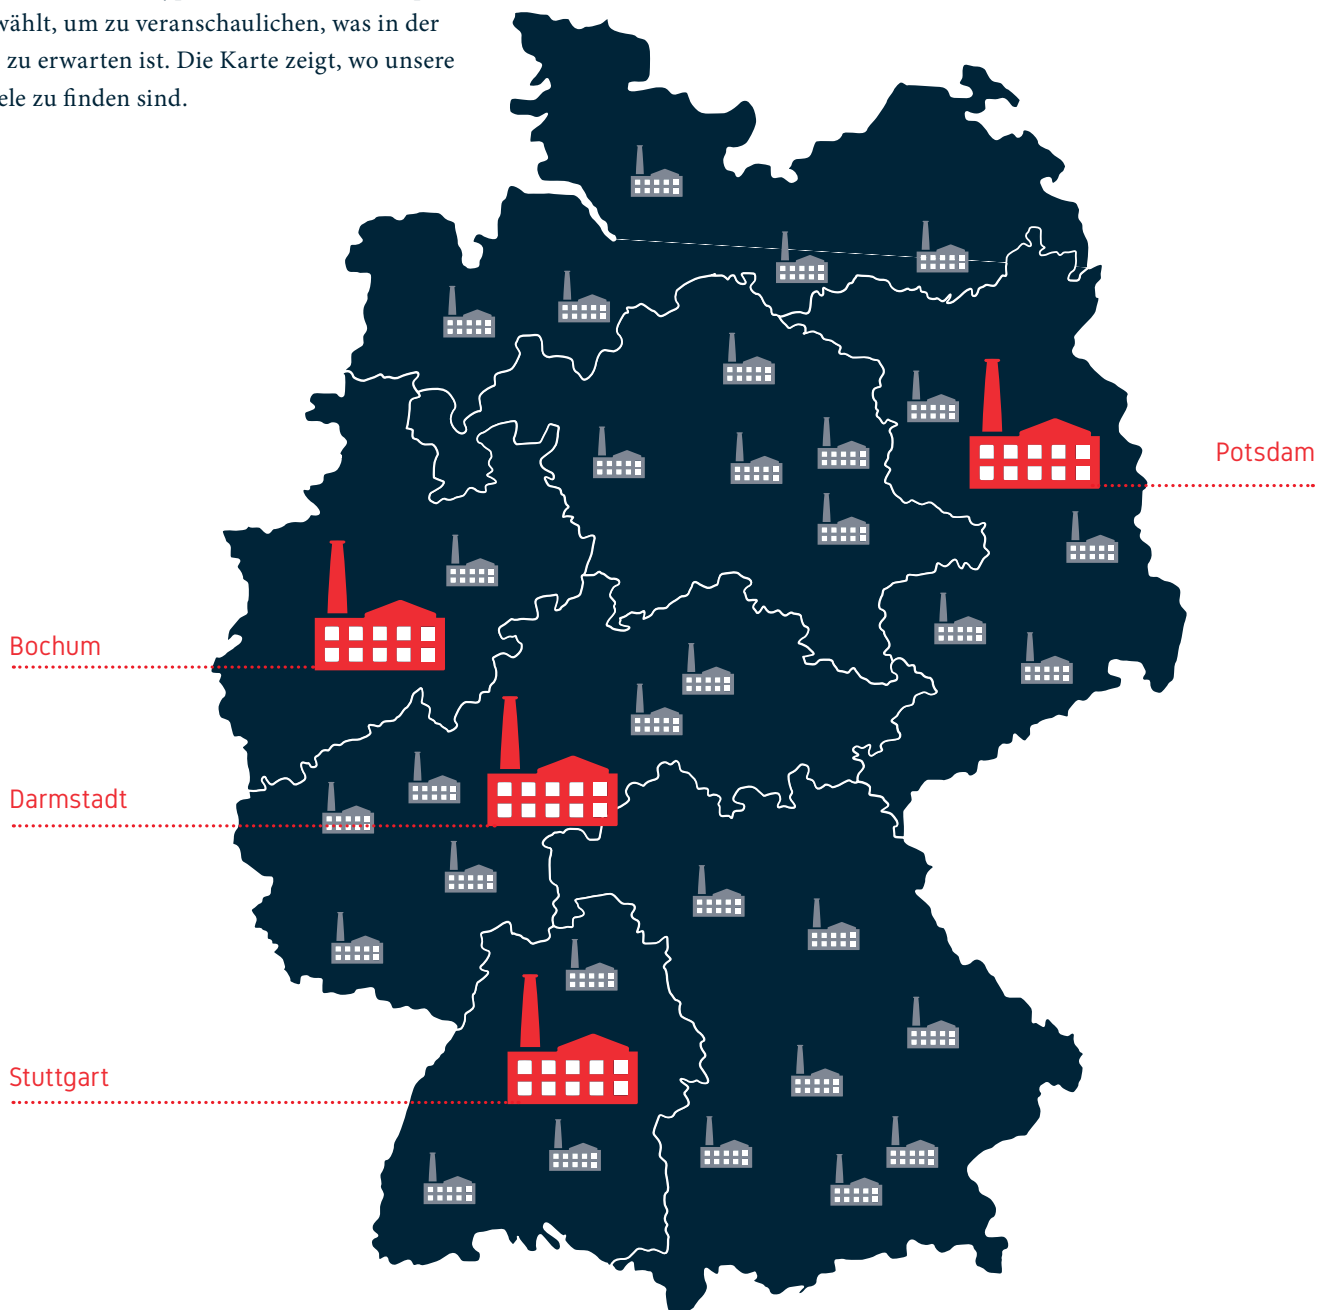 wählt, um zu veranschaulichen, was in der
zu erwarten ist. Die Karte zeigt, wo unsere
ele zu finden sind.
Potsdam
Bochum
Darmstadt
Stuttgart